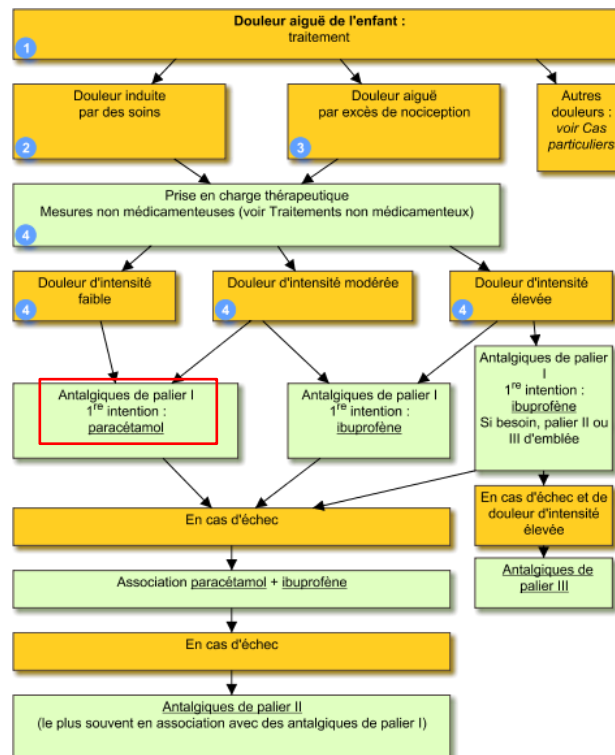 Douleur aiguë de l'enfant :
traitement
1
Douleur induite
par des soins
2
Douleur aiguë
par excès de nociception
3
Autres
douleurs :
voir Cas
particuliers
Prise en charge thérapeutique
Mesures non médicamenteuses (voir Traitements non médicamenteux)
4
Douleur d'intensité
faible
4
Douleur d'intensité modérée
4
Douleur d'intensité
élevée
4
Antalgiques de palier I
1re intention :
paracétamol
Antalgiques de palier I
1re intention :
ibuprofène
Antalgiques de palier
I
1re intention :
ibuprofène
Si besoin, palier II ou
III d'emblée
En cas d'échec
En cas d'échec et de
douleur d'intensité
élevée
Association paracétamol + ibuprofène
Antalgiques de
palier III
En cas d'échec
Antalgiques de palier II
(le plus souvent en association avec des antalgiques de palier I)